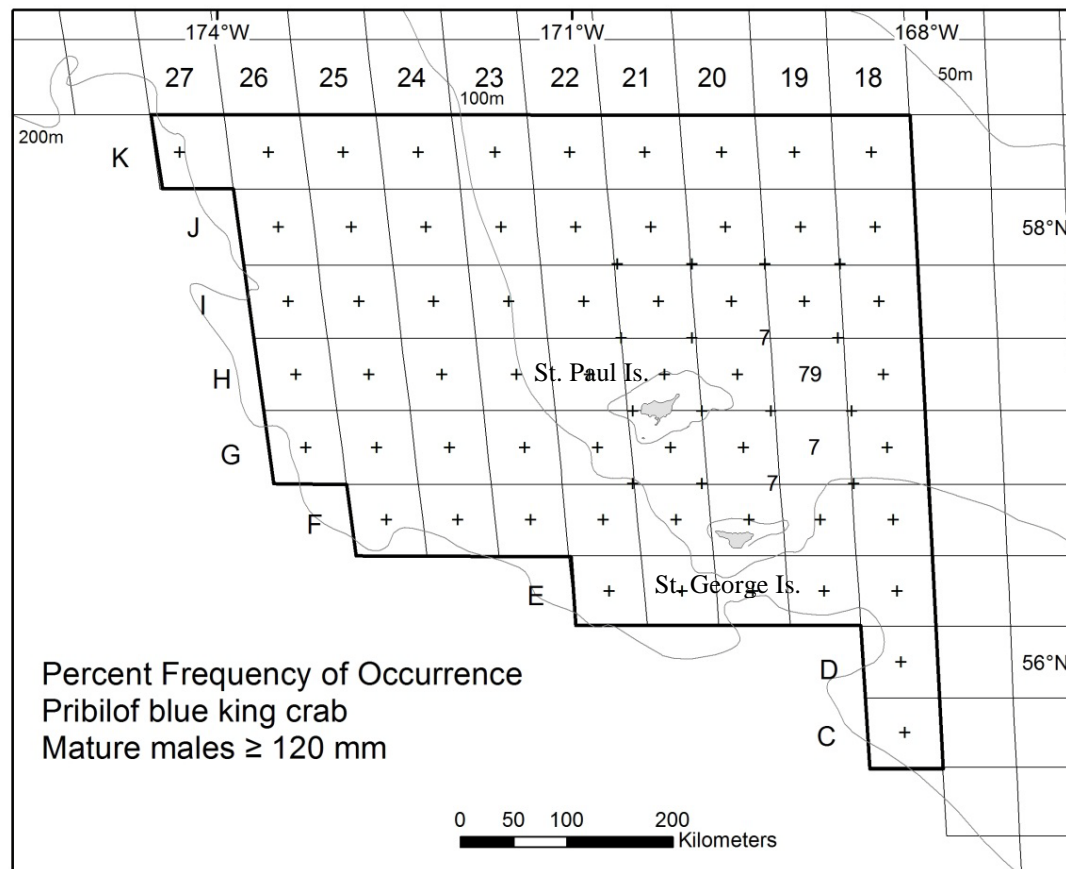 174°W 171°W 168°W
27 26 25 24 23 22 21 20 19 18
50m
100m
200m
K
J
58°N
I
7
H
St. Paul Is.
79
G
7
7
F
E
St. George Is.
D
56°N
C
Percent Frequency of Occurrence
Pribilof blue king crab
Mature males ≥ 120 mm
0 50 100 200
Kilometers